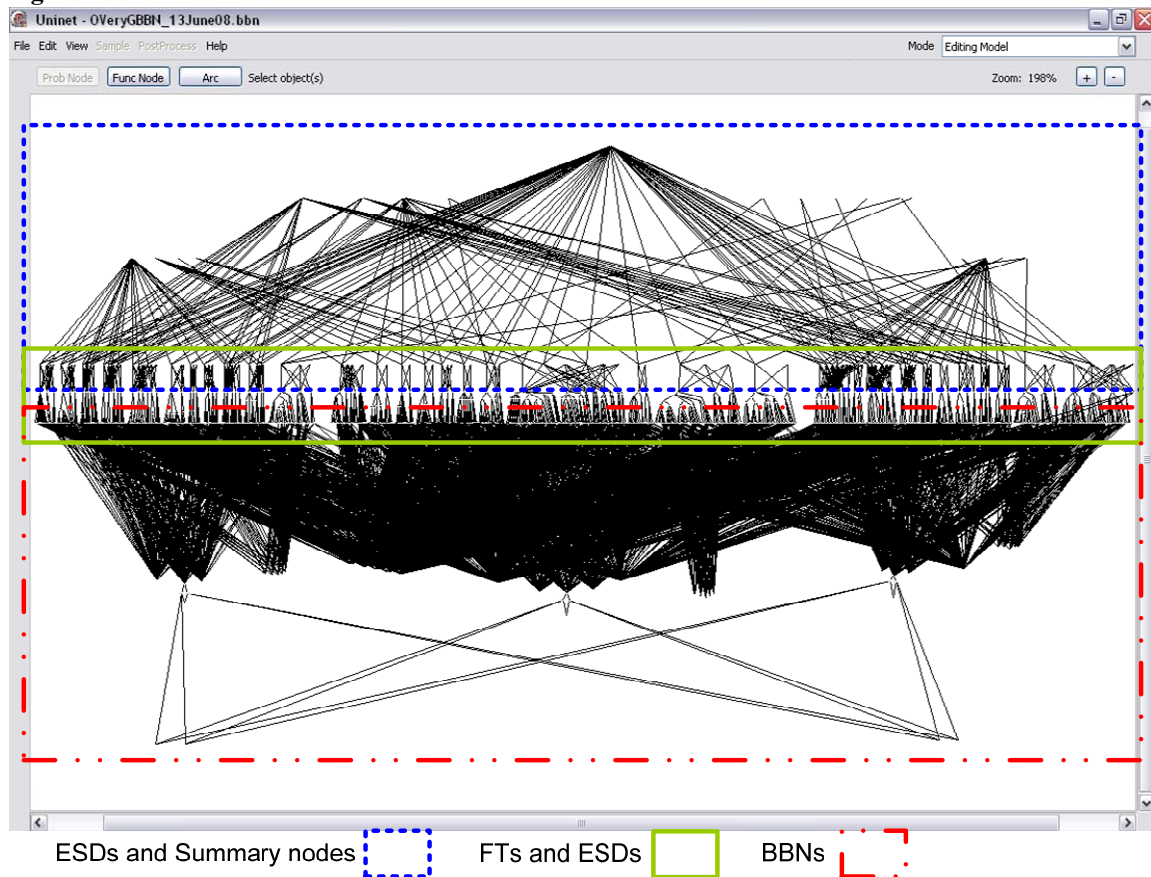 Uninet - OVeryGBBN_13June08.bbn
File Edit View Sample PostProcess Help
Mode Editing Model
Prob Node Func Node Arc Select object(s)
Zoom: 198% + -
ESDs and Summary nodes FTs and ESDs BBNs